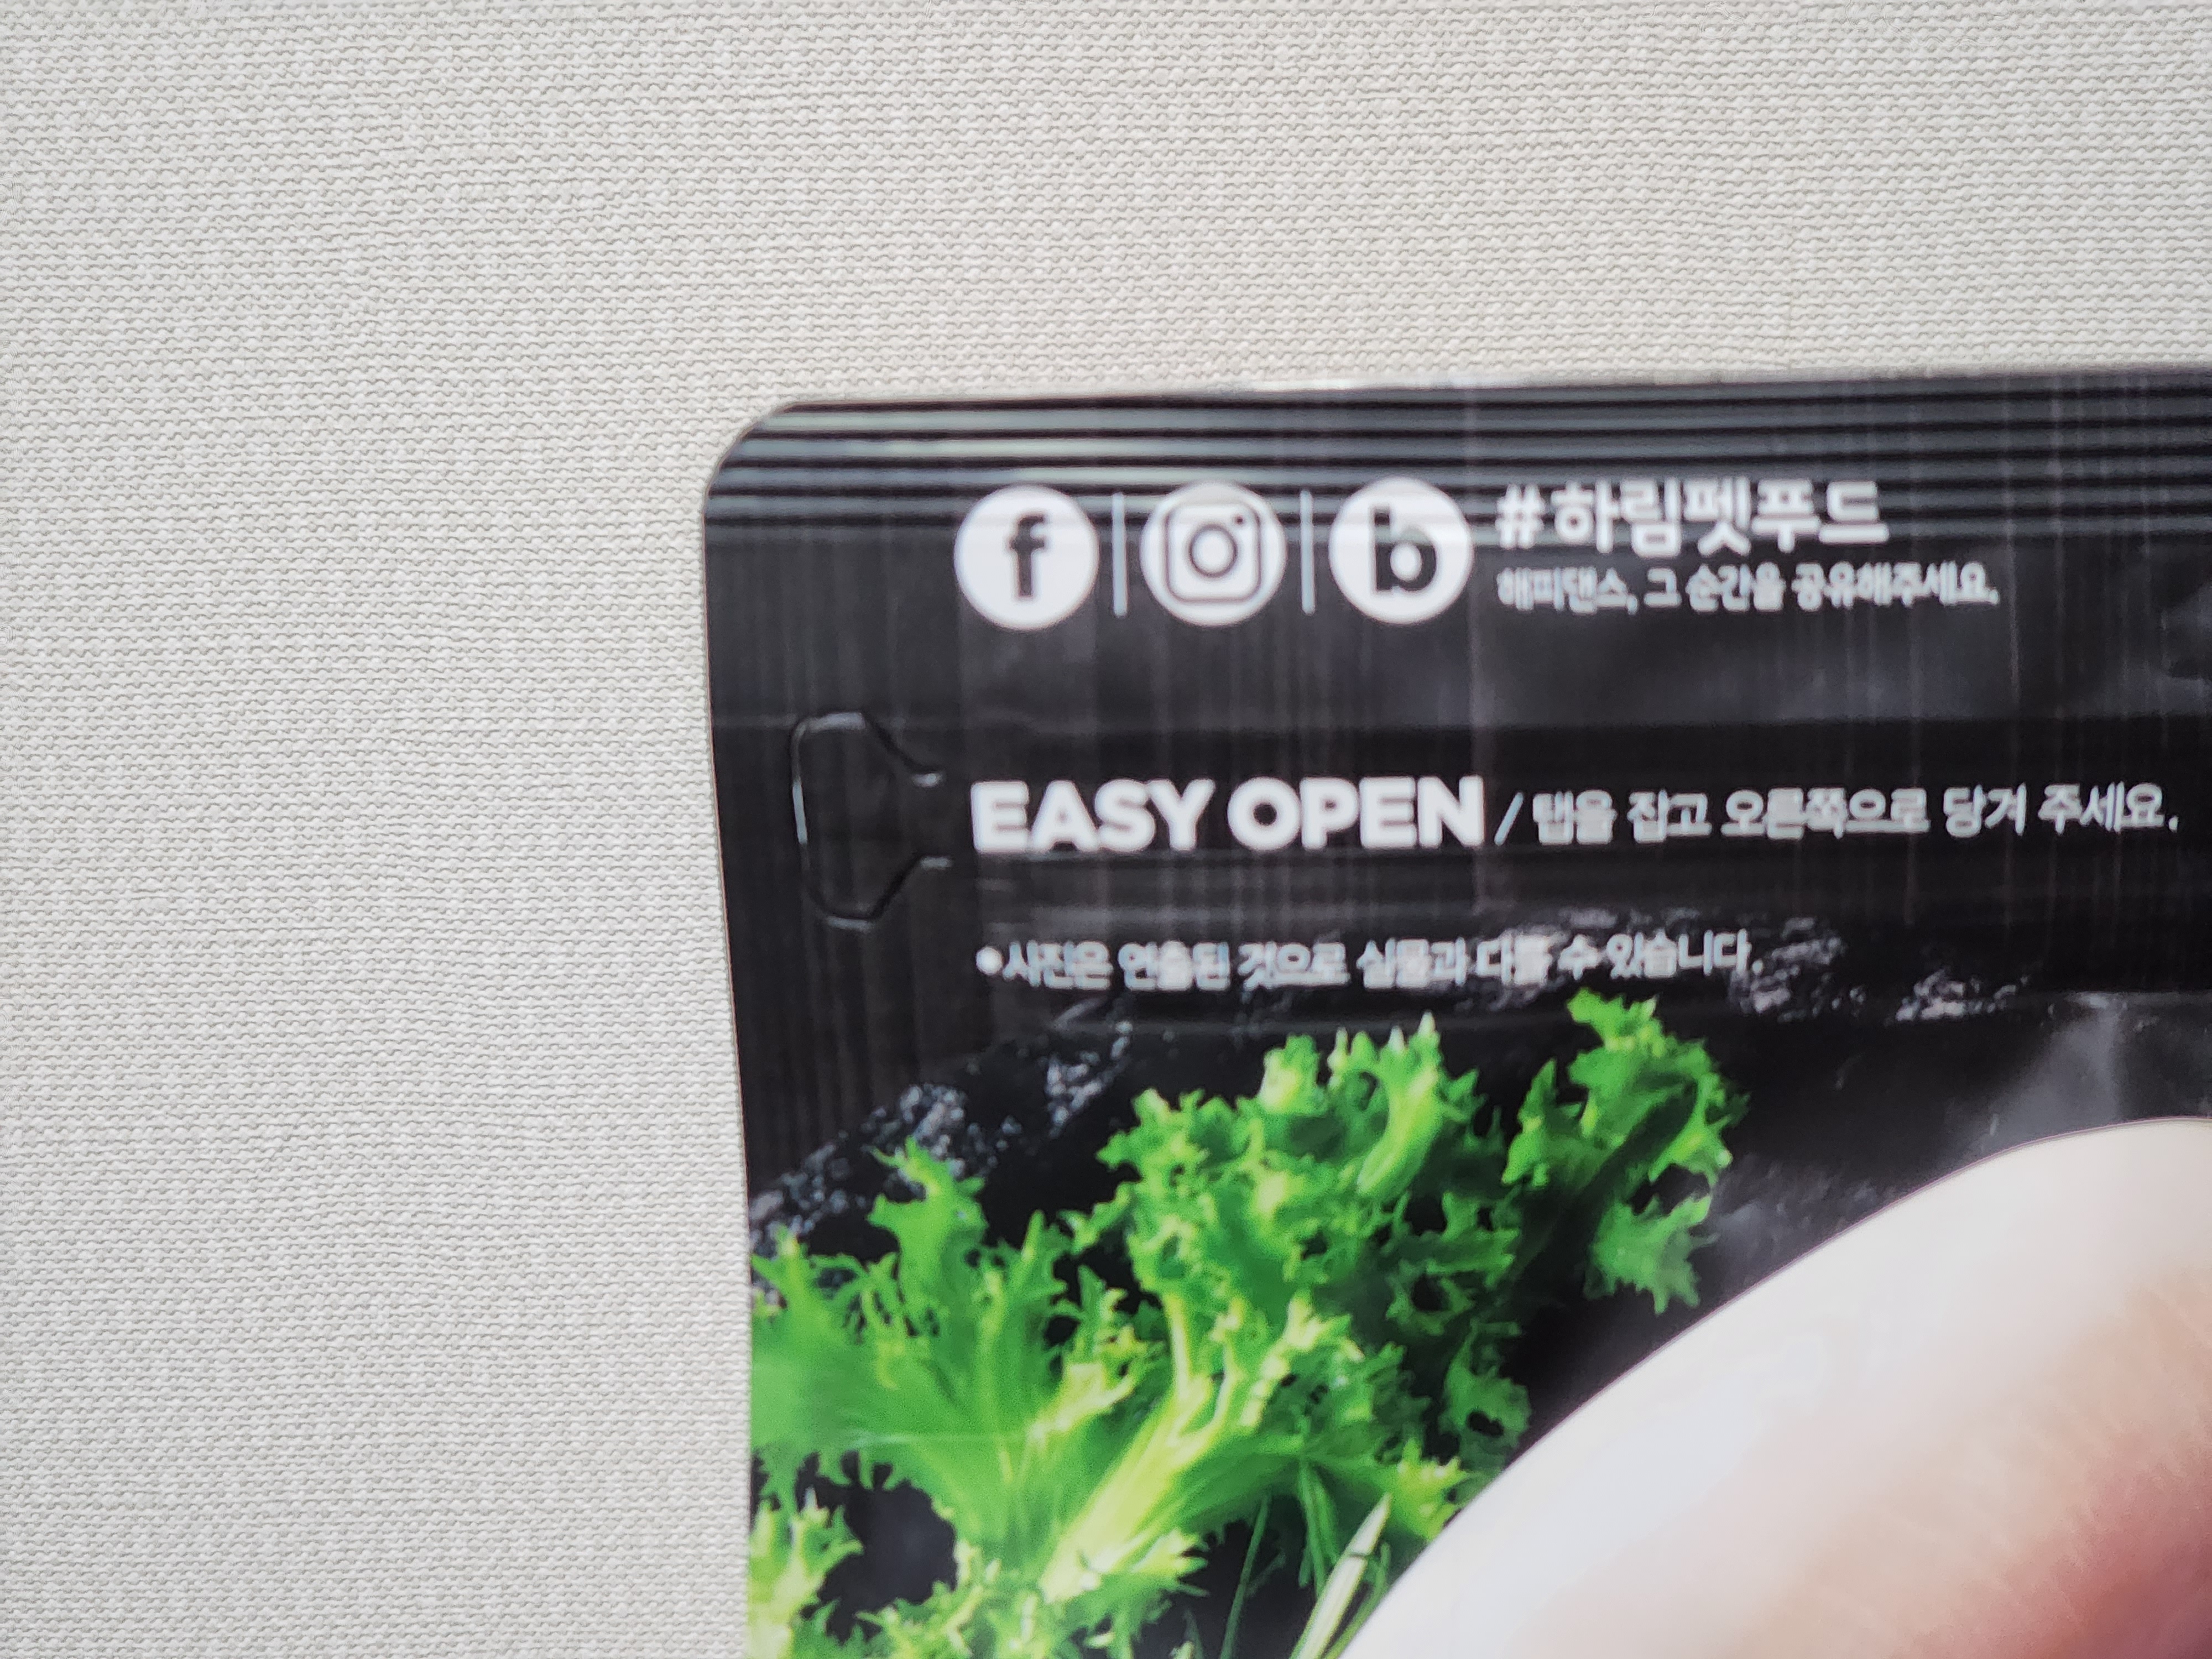 f | b #하림펫푸드
해피댄스, 그 순간을 공유해주세요.
EASY OPEN / 탭을 잡고 오른쪽으로 당겨 주세요.
•사진은 연출된 것으로 실물과 다를 수 있습니다.